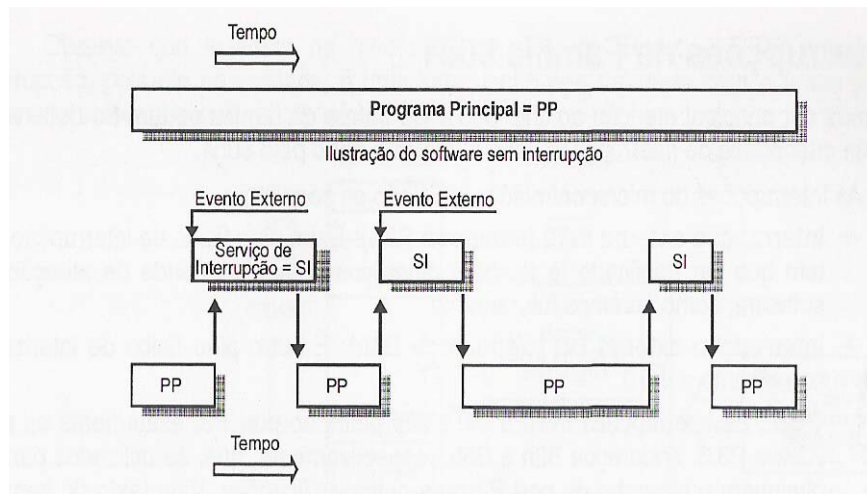 Tempo
Programa Principal = PP
Ilustração do software sem interrupção
Evento Externo
Evento Externo
Serviço de
Interrupção = SI
SI
SI
PP
PP
PP
PP
Tempo